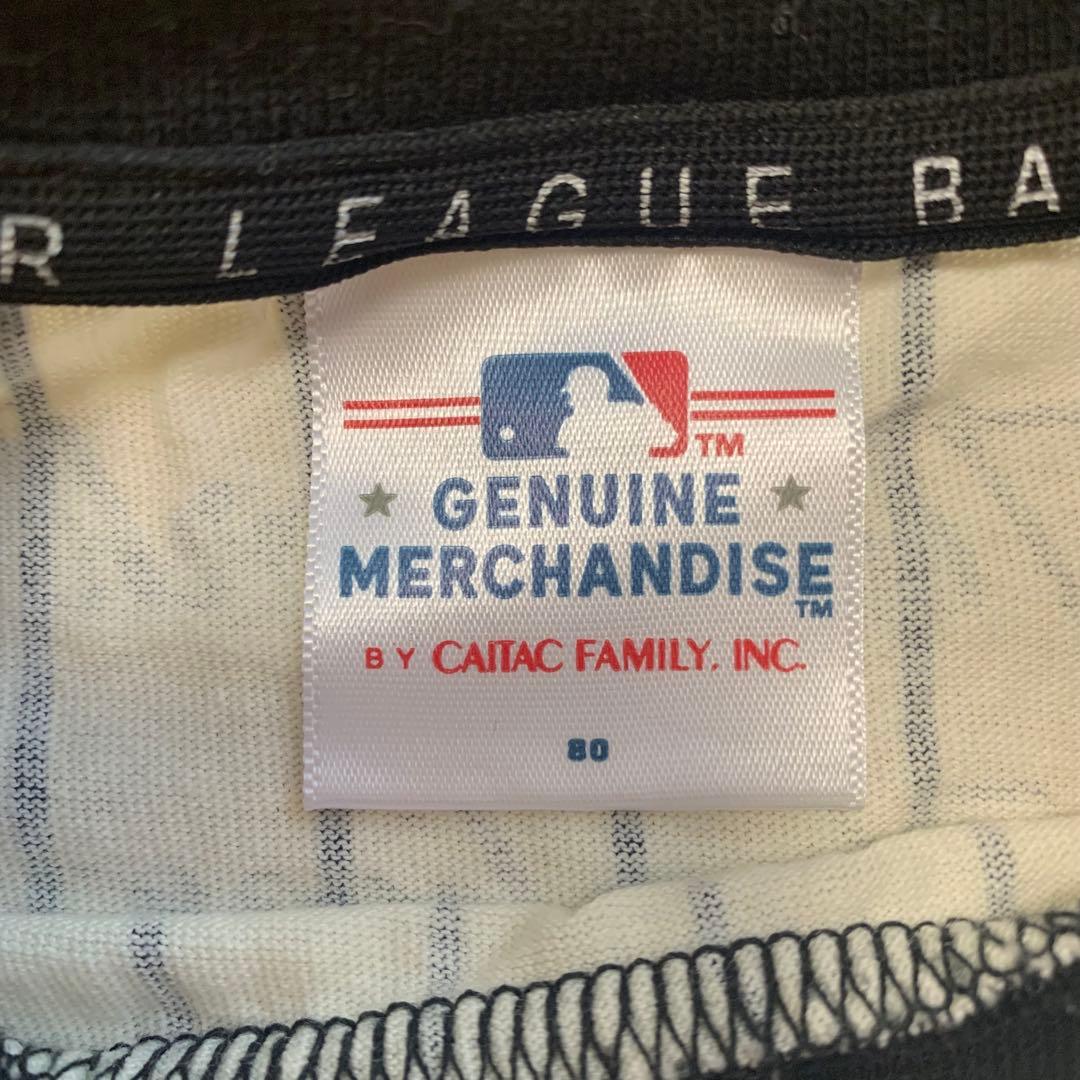 R LEAGUE BA
TM
GENUINE
MERCHANDISE
TM
BY CAITAC FAMILY, INC.
80